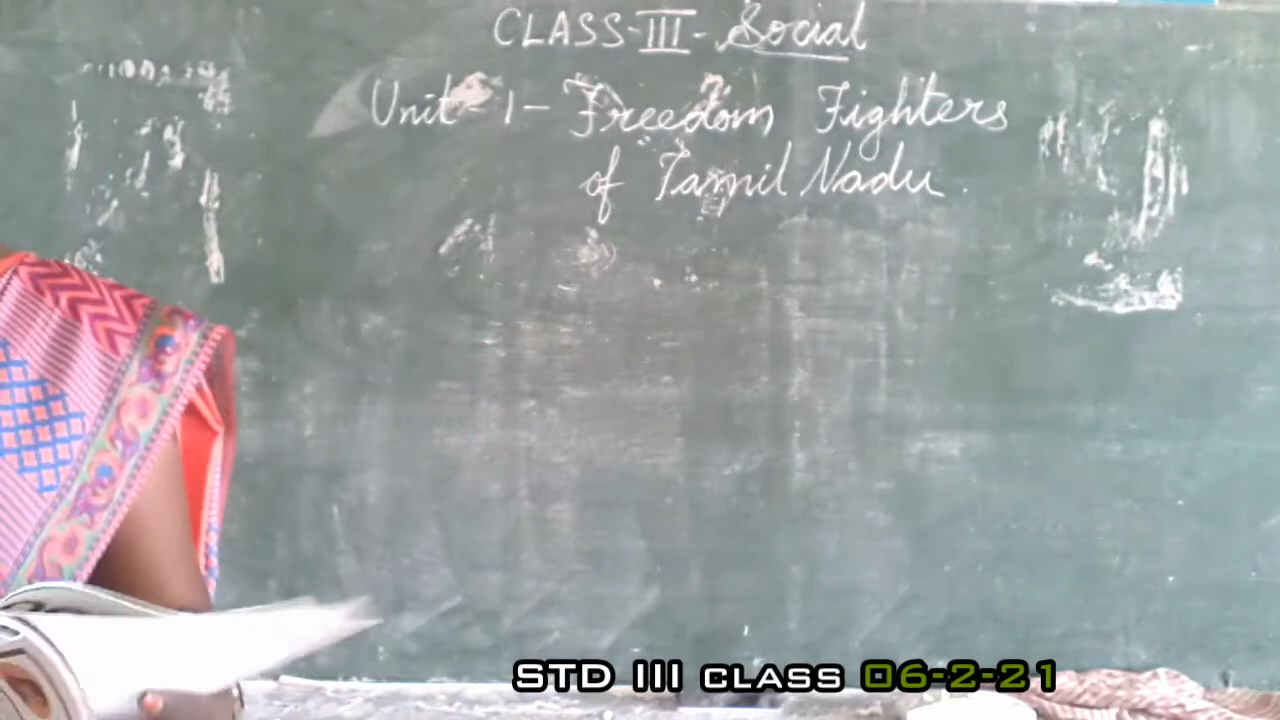 CLASS-III-Social
Unit-1-Freedom Fighters
of Tamil Nadu.
STD III CLASS 06-2-21